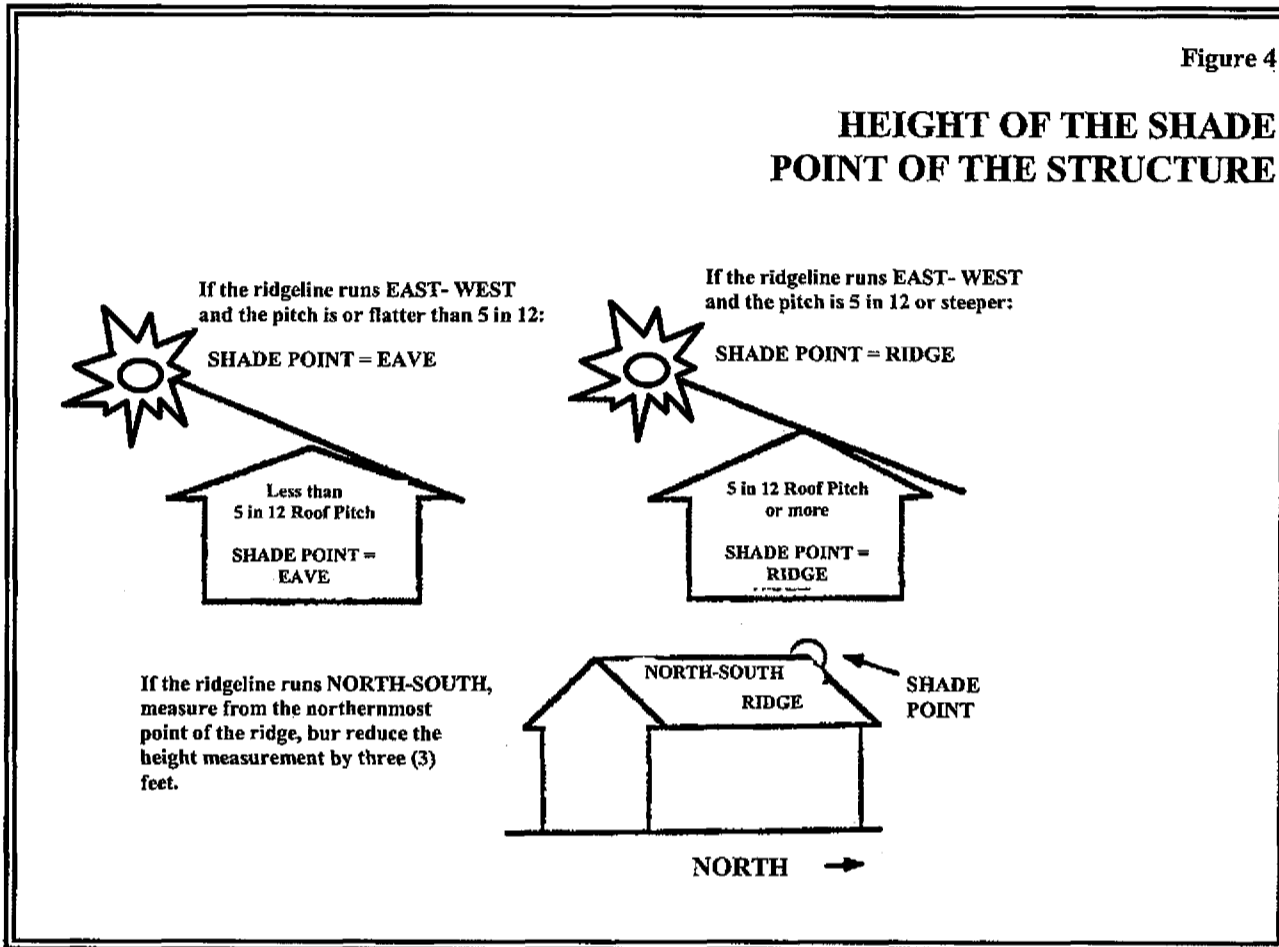 Figure 4
HEIGHT OF THE SHADE
POINT OF THE STRUCTURE
If the ridgeline runs EAST- WEST
and the pitch is or flatter than 5 in 12:
SHADE POINT = EAVE
Less than
5 in 12 Roof Pitch
SHADE POINT =
EAVE
If the ridgeline runs EAST- WEST
and the pitch is 5 in 12 or steeper:
SHADE POINT = RIDGE
5 in 12 Roof Pitch
or more
SHADE POINT =
RIDGE
If the ridgeline runs NORTH-SOUTH,
measure from the northernmost
point of the ridge, bur reduce the
height measurement by three (3)
feet.
NORTH-SOUTH
RIDGE
SHADE
POINT
NORTH